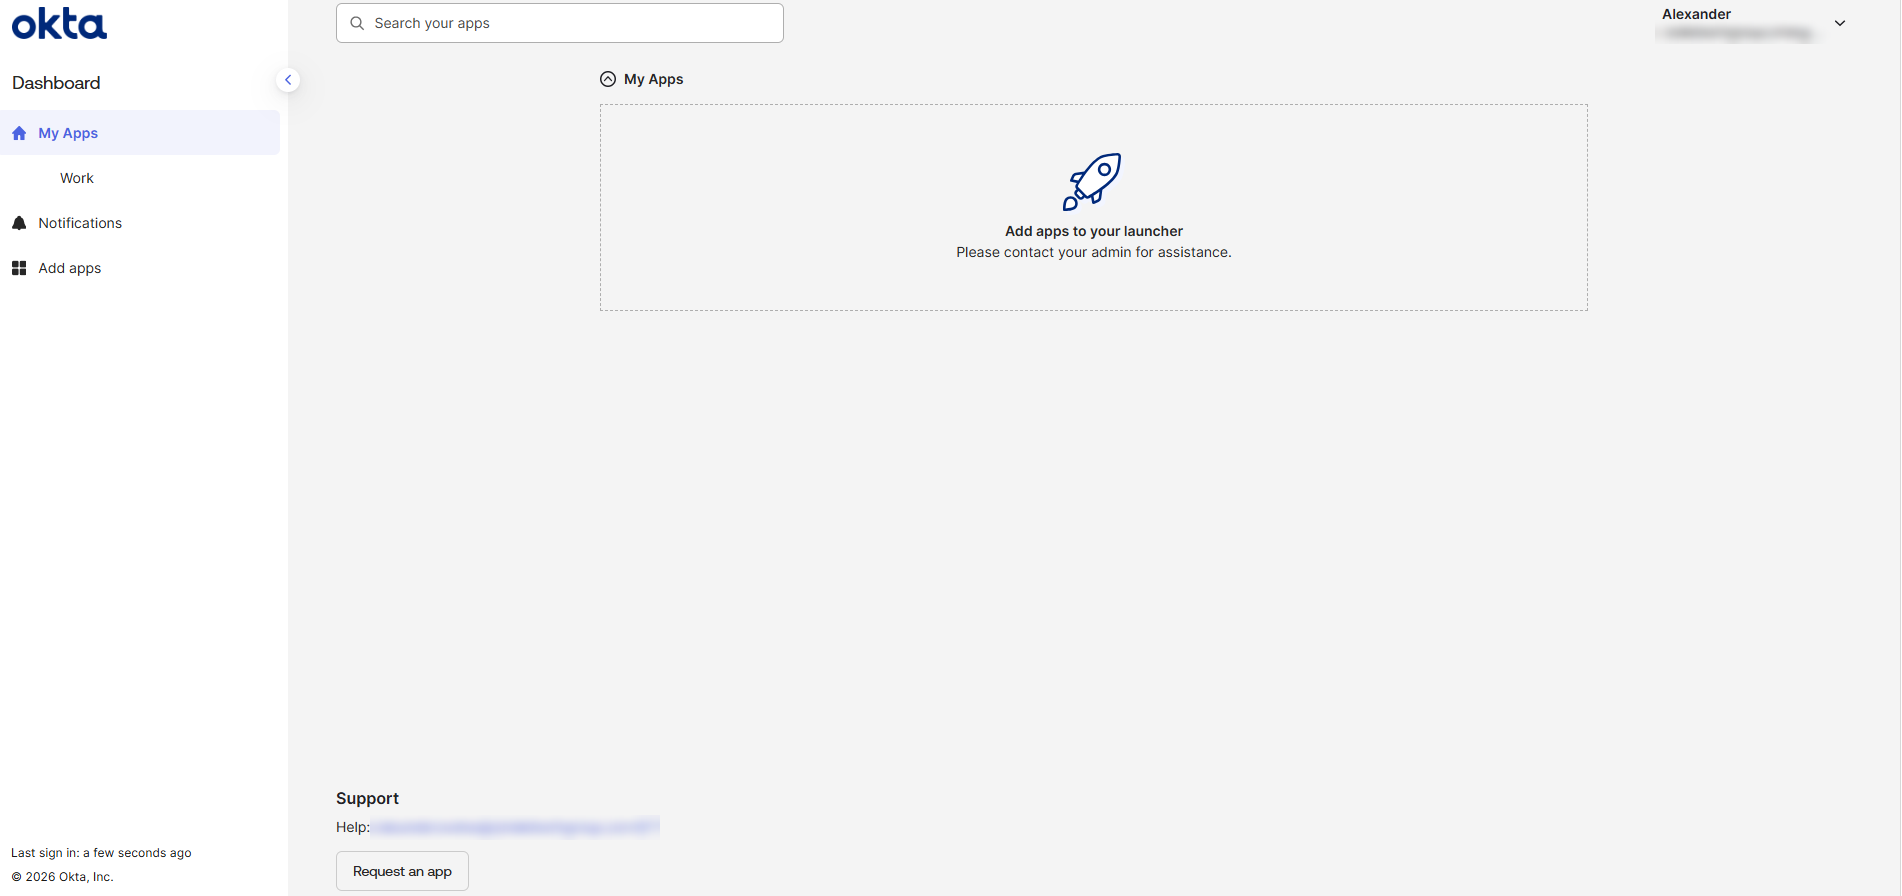 okta
Search your apps
Alexander
Dashboard
My Apps
My Apps
Work
Notifications
Add apps
Add apps to your launcher
Please contact your admin for assistance.
Support
Help:
Request an app
Last sign in: a few seconds ago
© 2026 Okta, Inc.